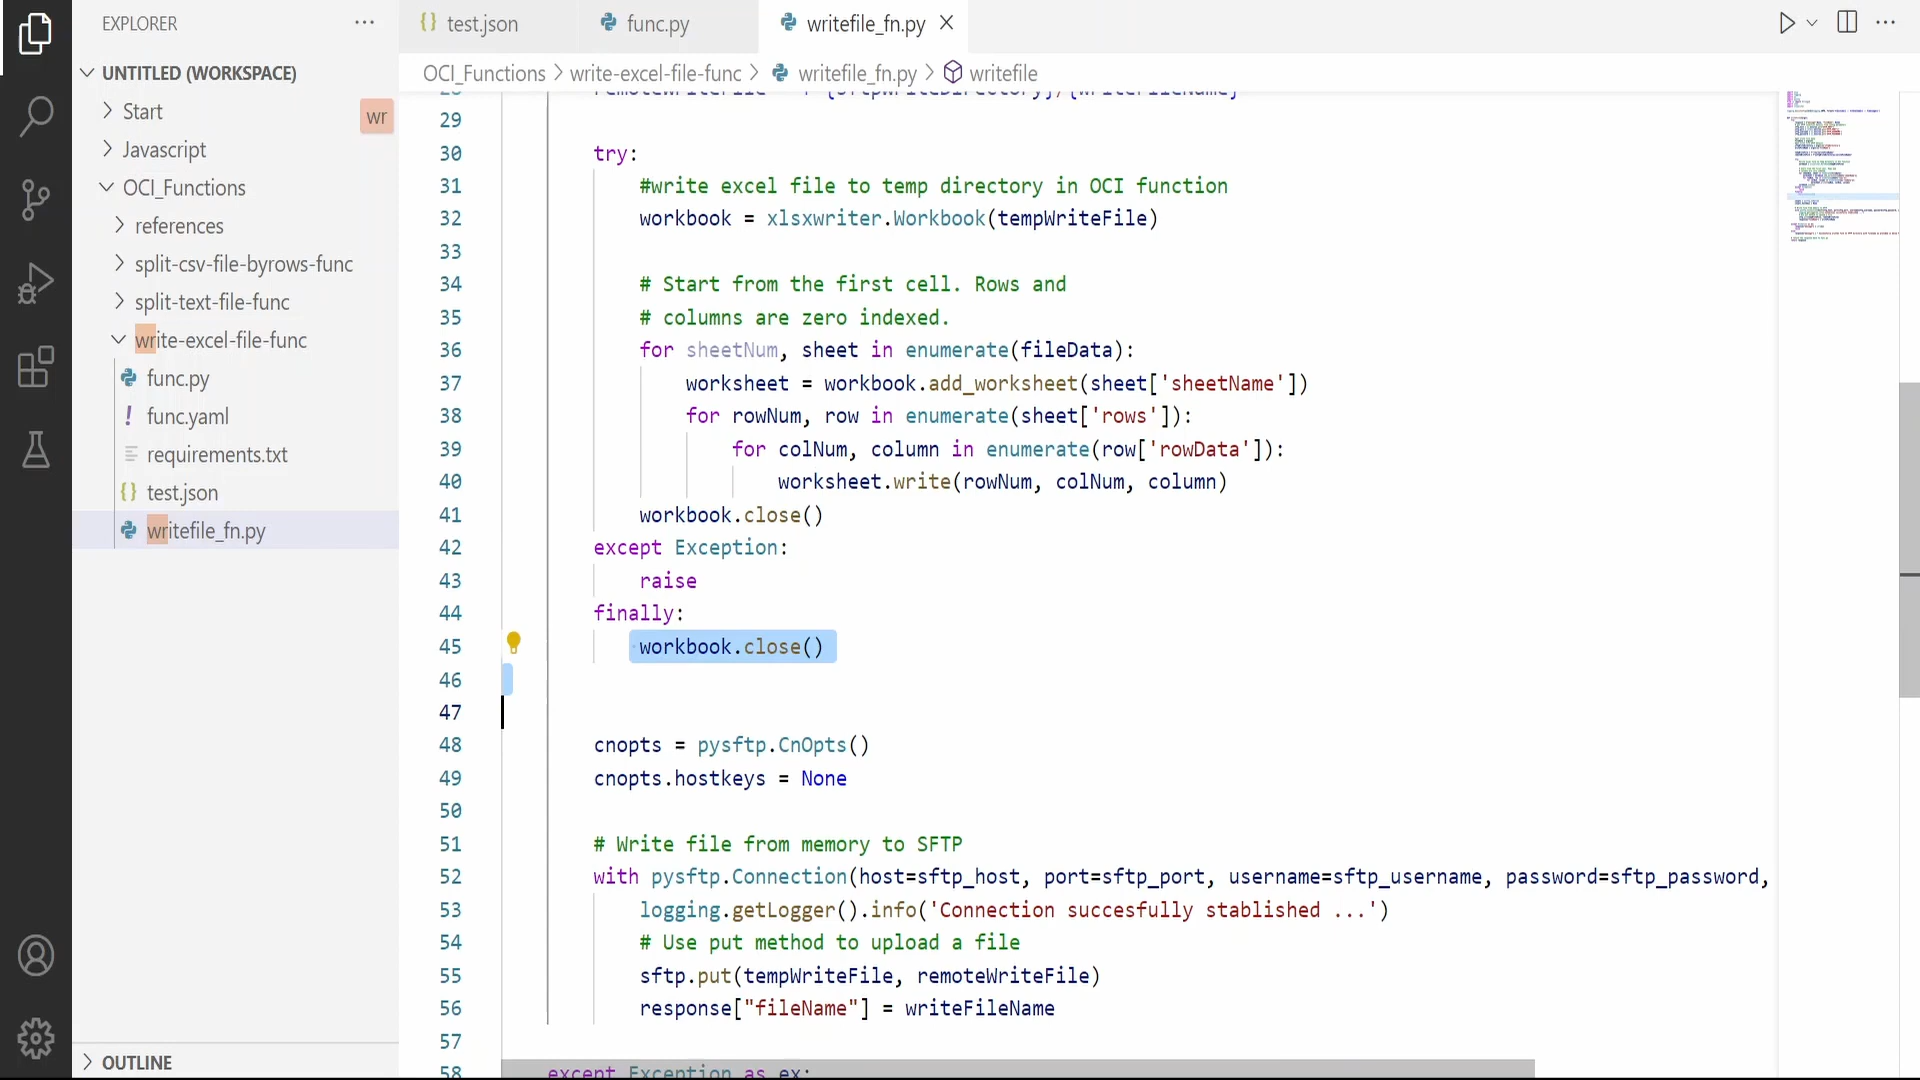 EXPLORER
UNTITLED (WORKSPACE)
Start
wr
Javascript
OCI_Functions
references
split-csv-file-byrows-func
split-text-file-func
write-excel-file-func
func.py
func.yaml
requirements.txt
test.json
writefile_fn.py
OUTLINE
test.json
func.py
writefile_fn.py
OCI_Functions > write-excel-file-func > writefile_fn.py > writefile
29
30 try:
31 #write excel file to temp directory in OCI function
32 workbook = xlsxwriter.Workbook(tempWriteFile)
33
34 # Start from the first cell. Rows and
35 # columns are zero indexed.
36 for sheetNum, sheet in enumerate(fileData):
37 worksheet = workbook.add_worksheet(sheet['sheetName'])
38 for rowNum, row in enumerate(sheet['rows']):
39 for colNum, column in enumerate(row['rowData']):
40 worksheet.write(rowNum, colNum, column)
41 workbook.close()
42 except Exception:
43 raise
44 finally:
45 workbook.close()
46
47
48 cnopts = pysftp.CnOpts()
49 cnopts.hostkeys = None
50
51 # Write file from memory to SFTP
52 with pysftp.Connection(host=sftp_host, port=sftp_port, username=sftp_username, password=sftp_password,
53 logging.getLogger().info('Connection succesfully stablished ...')
54 # Use put method to upload a file
55 sftp.put(tempWriteFile, remoteWriteFile)
56 response["fileName"] = writeFileName
57
58 except Exception as ex: